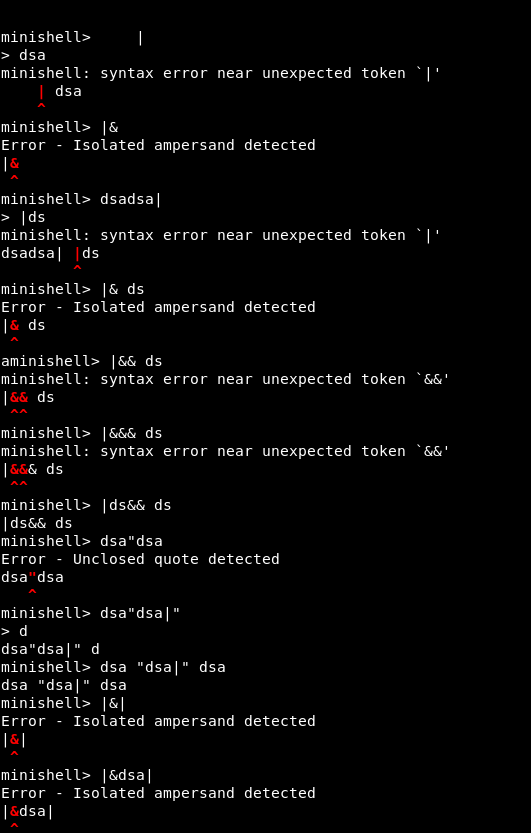 minishell>     |
> dsa
minishell: syntax error near unexpected token `|'
    | dsa
    ^
minishell> |&
Error - Isolated ampersand detected
|&
 ^
minishell> dsadsa|
> |ds
minishell: syntax error near unexpected token `|'
dsadsa| |ds
        ^
minishell> |& ds
Error - Isolated ampersand detected
|& ds
 ^
aminishell> |&& ds
minishell: syntax error near unexpected token `&&'
|&& ds
 ^^
minishell> |&&& ds
minishell: syntax error near unexpected token `&&'
|&&& ds
 ^^
minishell> |ds&& ds
|ds&& ds
minishell> dsa"dsa
Error - Unclosed quote detected
dsa"dsa
   ^
minishell> dsa"dsa|"
> d
dsa"dsa|" d
minishell> dsa "dsa|" dsa
dsa "dsa|" dsa
minishell> |&|
Error - Isolated ampersand detected
|&|
 ^
minishell> |&dsa|
Error - Isolated ampersand detected
|&dsa|
 ^